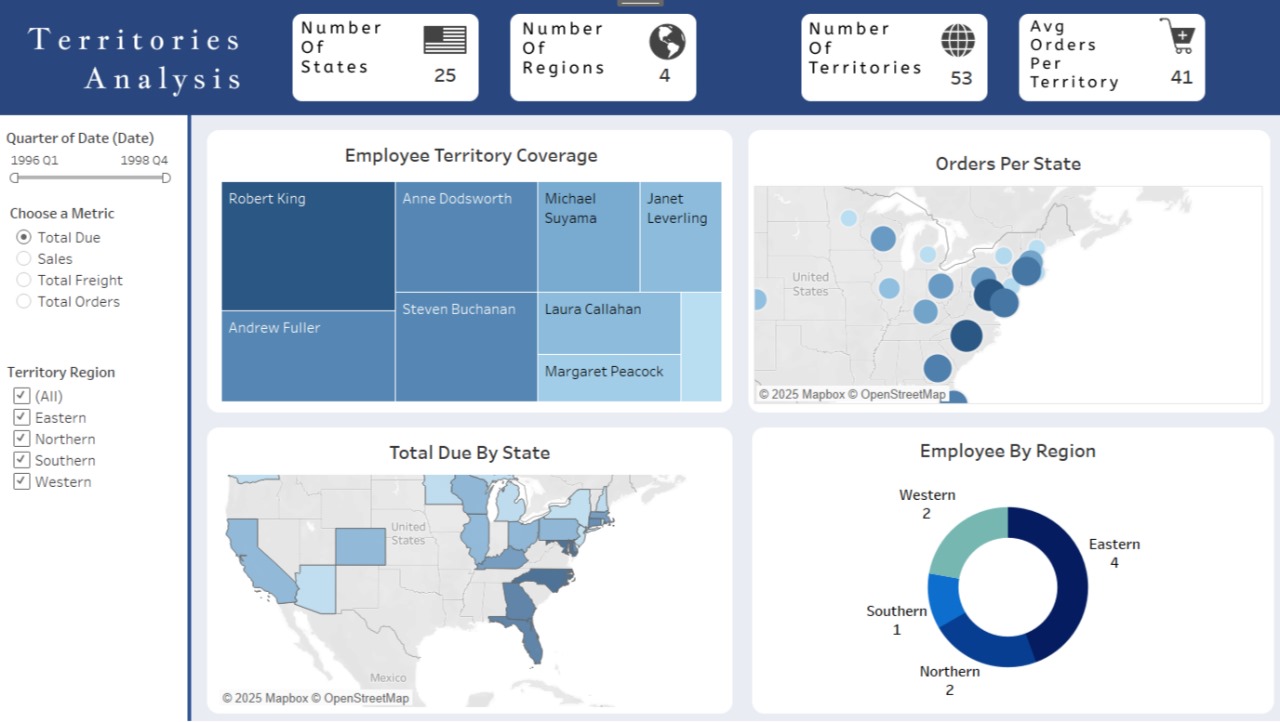 Territories
Analysis
Number
Of
States
25
Number
Of
Regions
4
Number
Of
Territories
53
Avg
Orders
Per
Territory
41
Quarter of Date (Date)
1996 Q1
1998 Q4
Choose a Metric
Total Due
Sales
Total Freight
Total Orders
Territory Region
(All)
Eastern
Northern
Southern
Western
Employee Territory Coverage
Robert King
Andrew Fuller
Anne Dodsworth
Steven Buchanan
Michael
Suyama
Janet
Leverling
Laura Callahan
Margaret Peacock
Orders Per State
United
States
© 2025 Mapbox © OpenStreetMap
Total Due By State
United
States
Mexico
© 2025 Mapbox © OpenStreetMap
Employee By Region
Western
2
Eastern
4
Southern
1
Northern
2